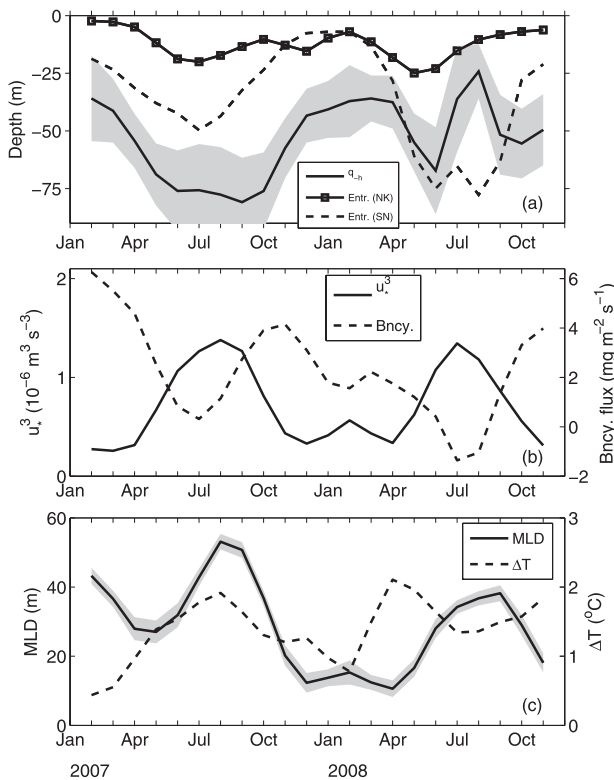 0
−25
−50
−75
Depth (m)
q₋ₕ
Entr. (NK)
Entr. (SN)
(a)
Jan Apr Jul Oct Jan Apr Jul Oct
2
1
0
u*³ (10⁻⁶ m³ s⁻³)
u*³
Bncy.
6
4
2
0
−2
Bncy. flux (mg m⁻² s⁻¹)
(b)
Jan Apr Jul Oct Jan Apr Jul Oct
60
40
20
0
MLD (m)
MLD
ΔT
3
2
1
0
ΔT (°C)
(c)
Jan Apr Jul Oct Jan Apr Jul Oct
2007 2008